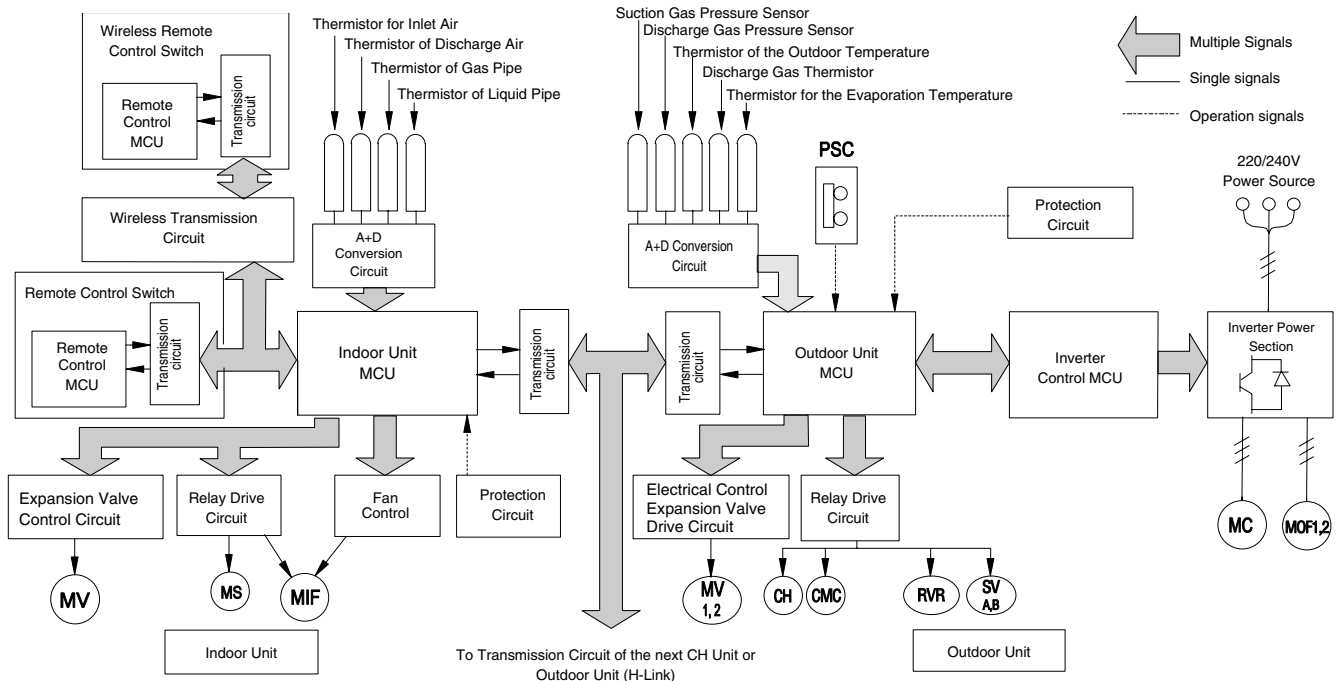 Wireless Remote
Control Switch
Remote
Control
MCU
Transmission
circuit
Wireless Transmission
Circuit
Remote Control Switch
Remote
Control
MCU
Transmission
circuit
Thermistor for Inlet Air
Thermistor of Discharge Air
Thermistor of Gas Pipe
Thermistor of Liquid Pipe
A+D
Conversion
Circuit
Indoor Unit
MCU
Transmission
circuit
Expansion Valve
Control Circuit
Relay Drive
Circuit
Fan
Control
Protection
Circuit
MV
MS
MIF
Indoor Unit
Suction Gas Pressure Sensor
Discharge Gas Pressure Sensor
Thermistor of the Outdoor Temperature
Discharge Gas Thermistor
Thermistor for the Evaporation Temperature
A+D Conversion
Circuit
PSC
Protection
Circuit
Transmission
circuit
Outdoor Unit
MCU
Inverter
Control MCU
220/240V
Power Source
Inverter Power
Section
MC
MOF1,2
Electrical Control
Expansion Valve
Drive Circuit
Relay Drive
Circuit
MV
1,2
CH
CMC
RVR
SV
A,B
Outdoor Unit
To Transmission Circuit of the next CH Unit or
Outdoor Unit (H-Link)
Multiple Signals
Single signals
Operation signals